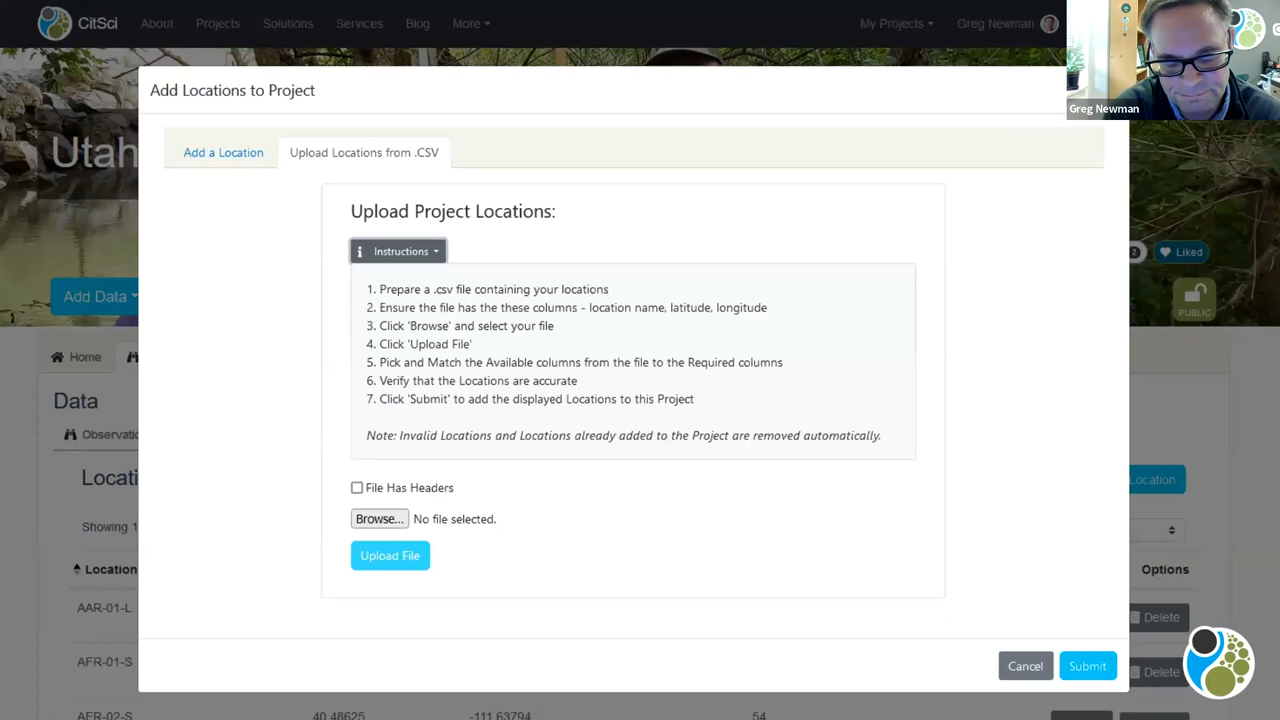 CitSci About Projects Solutions Services Blog More My Projects Greg Newman
Greg Newman
Add Locations to Project
Utah
Add a Location Upload Locations from .CSV
Upload Project Locations:
Instructions
2 Liked
1. Prepare a .csv file containing your locations
2. Ensure the file has the these columns - location name, latitude, longitude
3. Click 'Browse' and select your file
4. Click 'Upload File'
5. Pick and Match the Available columns from the file to the Required columns
6. Verify that the Locations are accurate
7. Click 'Submit' to add the displayed Locations to this Project
Note: Invalid Locations and Locations already added to the Project are removed automatically.
Add Data
PUBLIC
Home
Data
Observatio
Locati
Location
File Has Headers
Showing 1
Browse... No file selected.
Upload File
Location
Options
AAR-01-L
Delete
AFR-01-S
Delete
Cancel Submit
AFR-02-S 40.48625 -111.63794 54